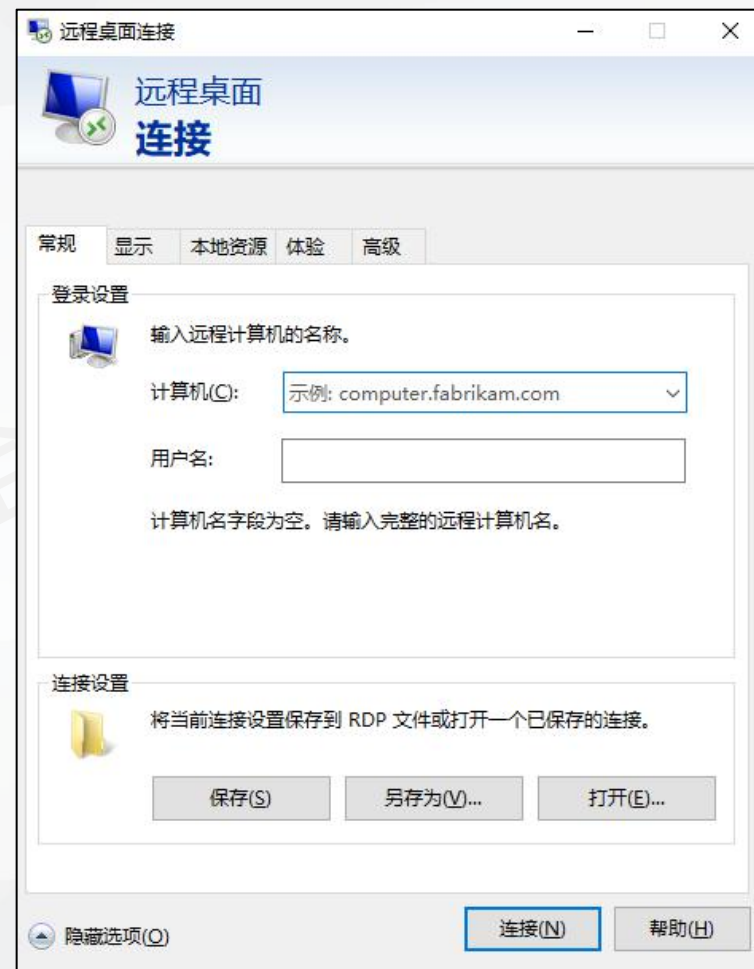 远程桌面连接
远程桌面
连接
常规 显示 本地资源 体验 高级
登录设置
输入远程计算机的名称。
计算机(C): 示例: computer.fabrikam.com
用户名:
计算机名字段为空。请输入完整的远程计算机名。
连接设置
将当前连接设置保存到 RDP 文件或打开一个已保存的连接。
保存(S) 另存为(V)... 打开(E)...
隐藏选项(O) 连接(N) 帮助(H)